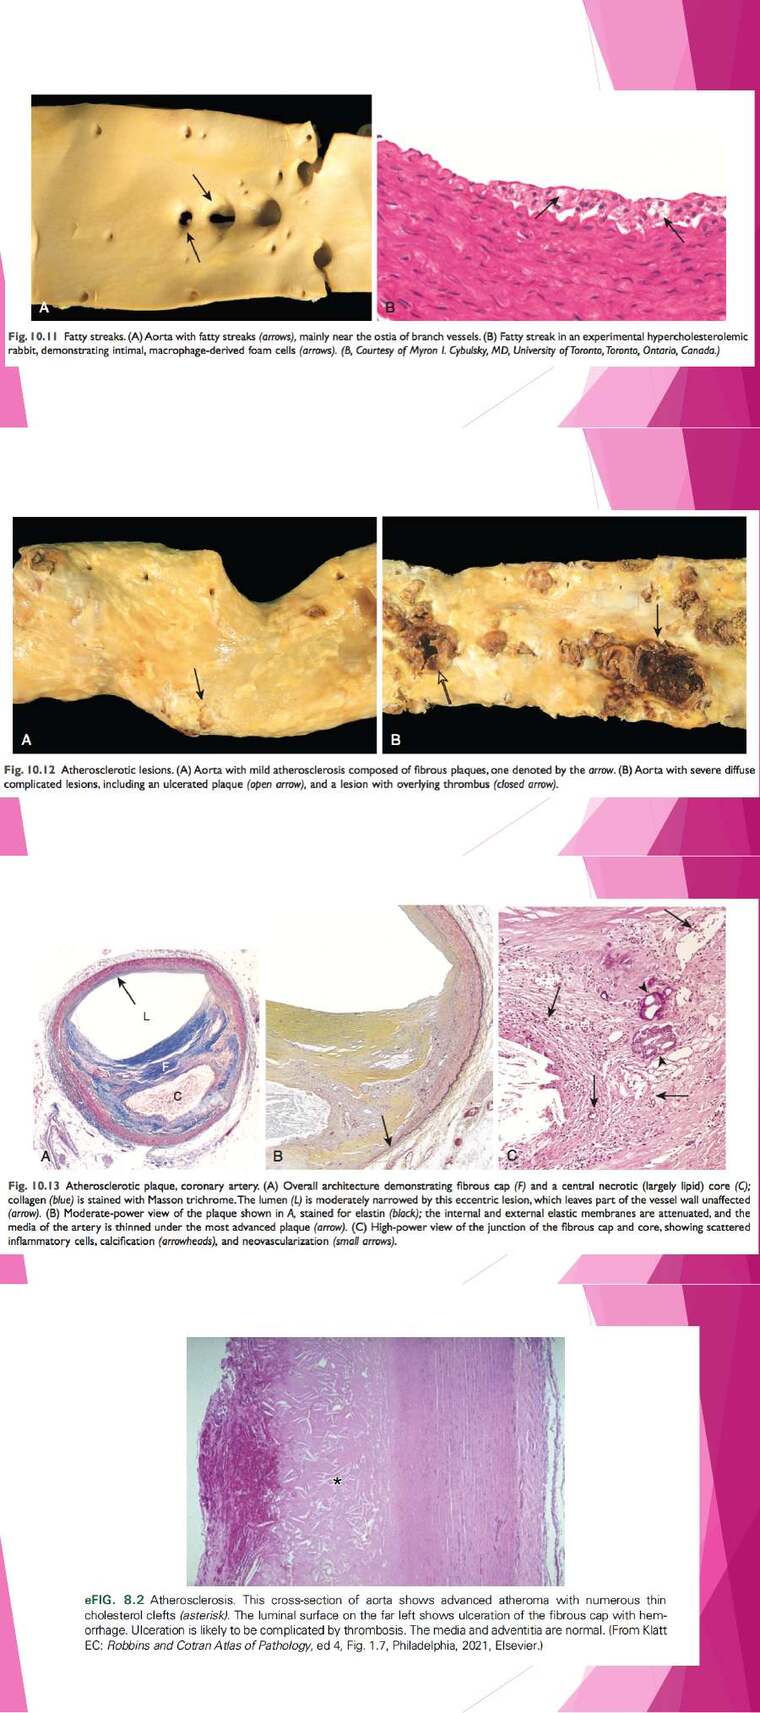 A
B
Fig. 10.11 Fatty streaks. (A) Aorta with fatty streaks (arrows), mainly near the ostia of branch vessels. (B) Fatty streak in an experimental hypercholesterolemic
rabbit, demonstrating intimal, macrophage-derived foam cells (arrows). (B, Courtesy of Myron I. Cybulsky, MD, University of Toronto, Toronto, Ontario, Canada.)
A
B
Fig. 10.12 Atherosclerotic lesions. (A) Aorta with mild atherosclerosis composed of fibrous plaques, one denoted by the arrow. (B) Aorta with severe diffuse
complicated lesions, including an ulcerated plaque (open arrow), and a lesion with overlying thrombus (closed arrow).
L
F
C
A
B
C
Fig. 10.13 Atherosclerotic plaque, coronary artery. (A) Overall architecture demonstrating fibrous cap (F) and a central necrotic (largely lipid) core (C);
collagen (blue) is stained with Masson trichrome. The lumen (L) is moderately narrowed by this eccentric lesion, which leaves part of the vessel wall unaffected
(arrow). (B) Moderate-power view of the plaque shown in A, stained for elastin (black); the internal and external elastic membranes are attenuated, and the
media of the artery is thinned under the most advanced plaque (arrow). (C) High-power view of the junction of the fibrous cap and core, showing scattered
inflammatory cells, calcification (arrowheads), and neovascularization (small arrows).
*
eFIG. 8.2 Atherosclerosis. This cross-section of aorta shows advanced atheroma with numerous thin
cholesterol clefts (asterisk). The luminal surface on the far left shows ulceration of the fibrous cap with hem-
orrhage. Ulceration is likely to be complicated by thrombosis. The media and adventitia are normal. (From Klatt
EC: Robbins and Cotran Atlas of Pathology, ed 4, Fig. 1.7, Philadelphia, 2021, Elsevier.)